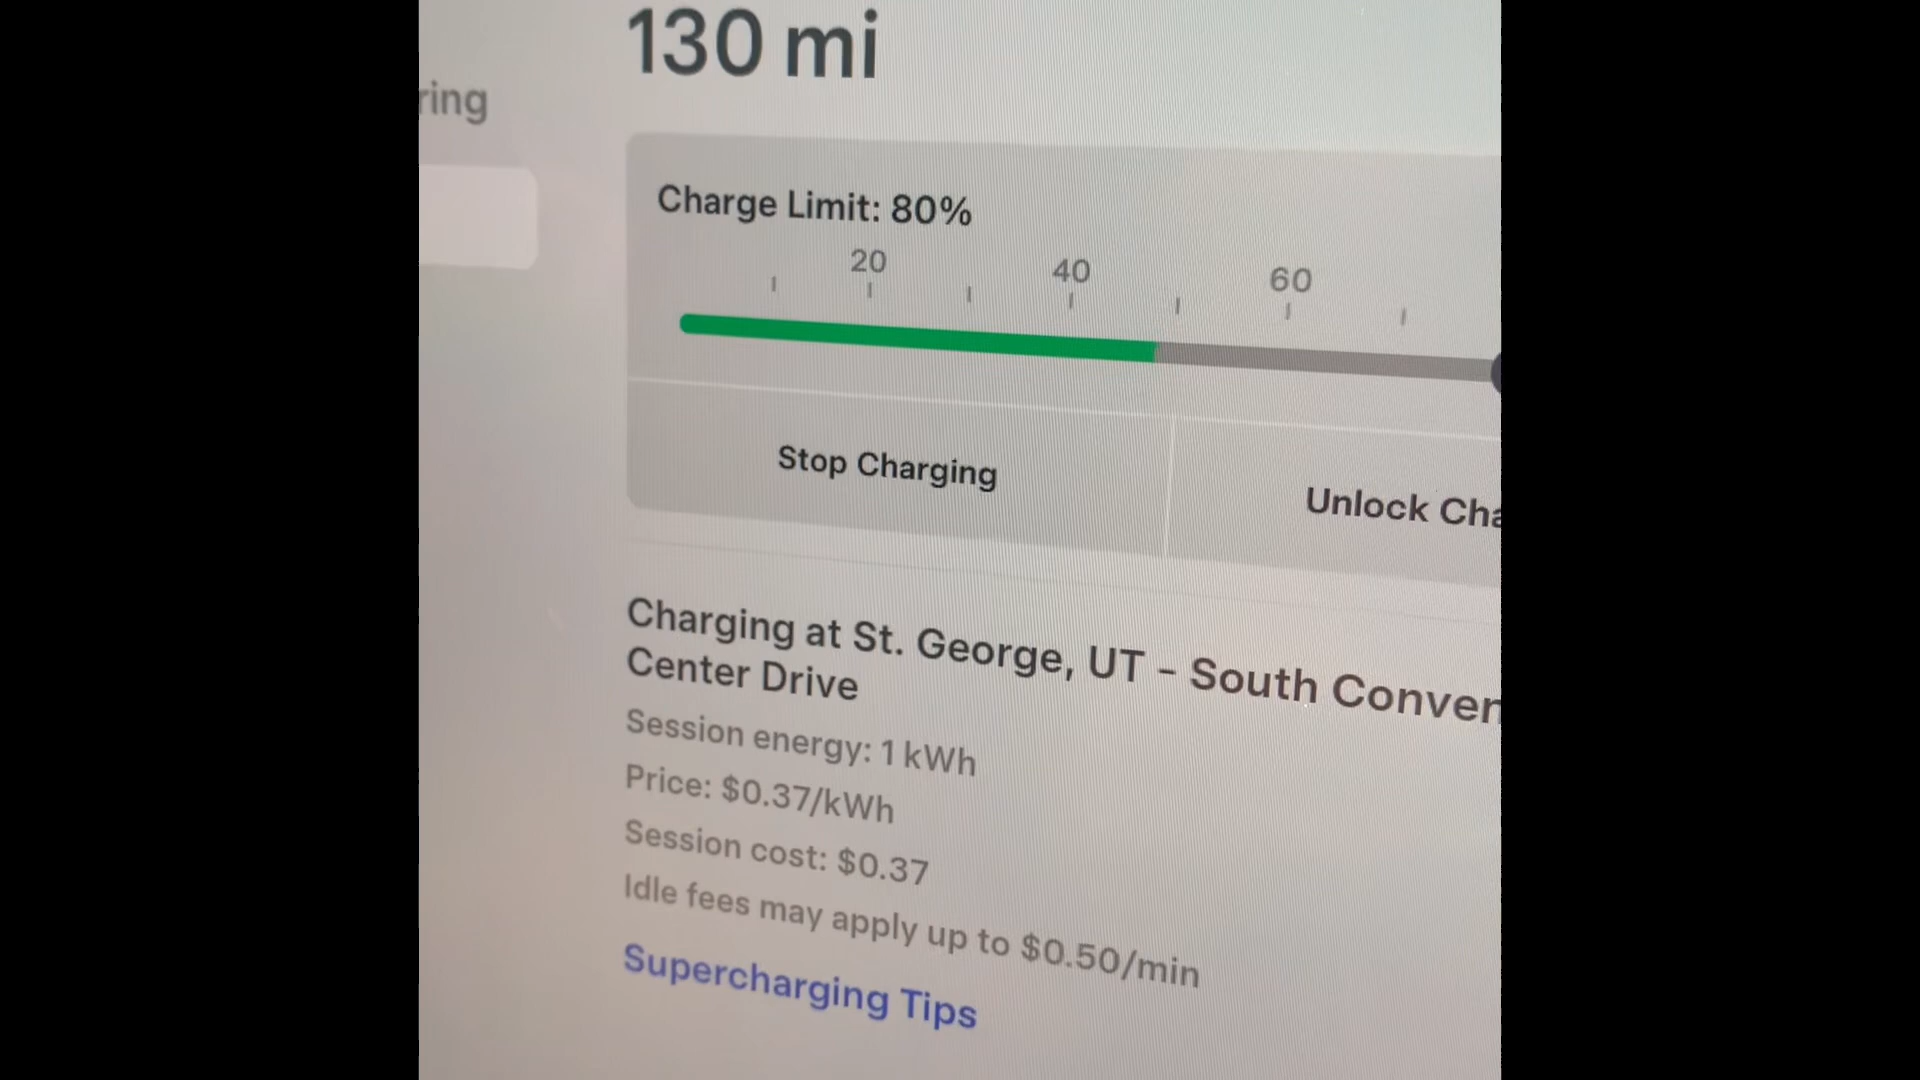 130 mi
ring
Charge Limit: 80%
20 40 60
Stop Charging
Unlock Cha
Charging at St. George, UT - South Conven
Center Drive
Session energy: 1 kWh
Price: $0.37/kWh
Session cost: $0.37
Idle fees may apply up to $0.50/min
Supercharging Tips